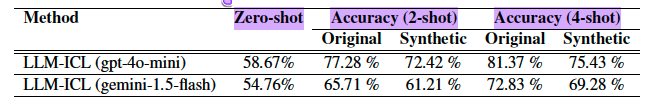 Method Zero-shot Accuracy (2-shot) Accuracy (4-shot)
Original Synthetic Original Synthetic
LLM-ICL (gpt-4o-mini) 58.67% 77.28 % 72.42 % 81.37 % 75.43 %
LLM-ICL (gemini-1.5-flash) 54.76% 65.71 % 61.21 % 72.83 % 69.28 %